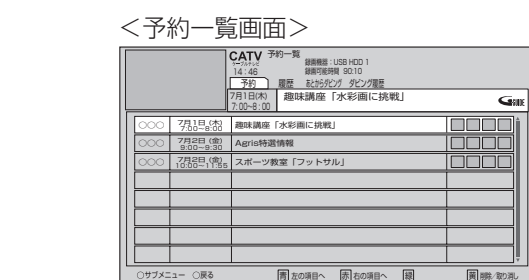 ＜予約一覧画面＞
CATV 予約一覧
ケーブルテレビ 録画機器：USB HDD 1
14：46 録画可能時間 90:10
予約 履歴 あとからダビング ダビング履歴
7月1日(木) 趣味講座「水彩画に挑戦」
7:00~8:00
G GUIDE
○○○ 7月1日(木) 7:00~8:00 趣味講座「水彩画に挑戦」
○○○ 7月2日(金) 9:00~9:30 Agris特選情報
○○○ 7月2日(金) 10:00~11:55 スポーツ教室「フットサル」
○サブメニュー ○戻る 青 左の項目へ 赤 右の項目へ 緑 黄 削除/取り消し